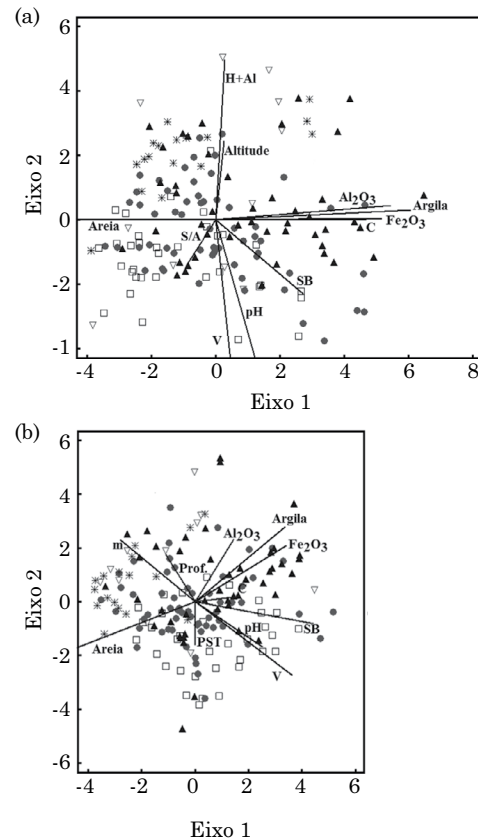 (a)
6
4
2
0
-2
-1
Eixo 2
H+Al
Altitude
Al2O3
Argila
Fe2O3
C
Areia
S/A
SB
pH
V
-4 -2 0 2 4 6 8
Eixo 1
(b)
6
4
2
0
-2
-4
-6
Eixo 2
Argila
Al2O3
Fe2O3
m
Prof.
C
SB
pH
PST
Areia
V
-4 -2 0 2 4 6
Eixo 1